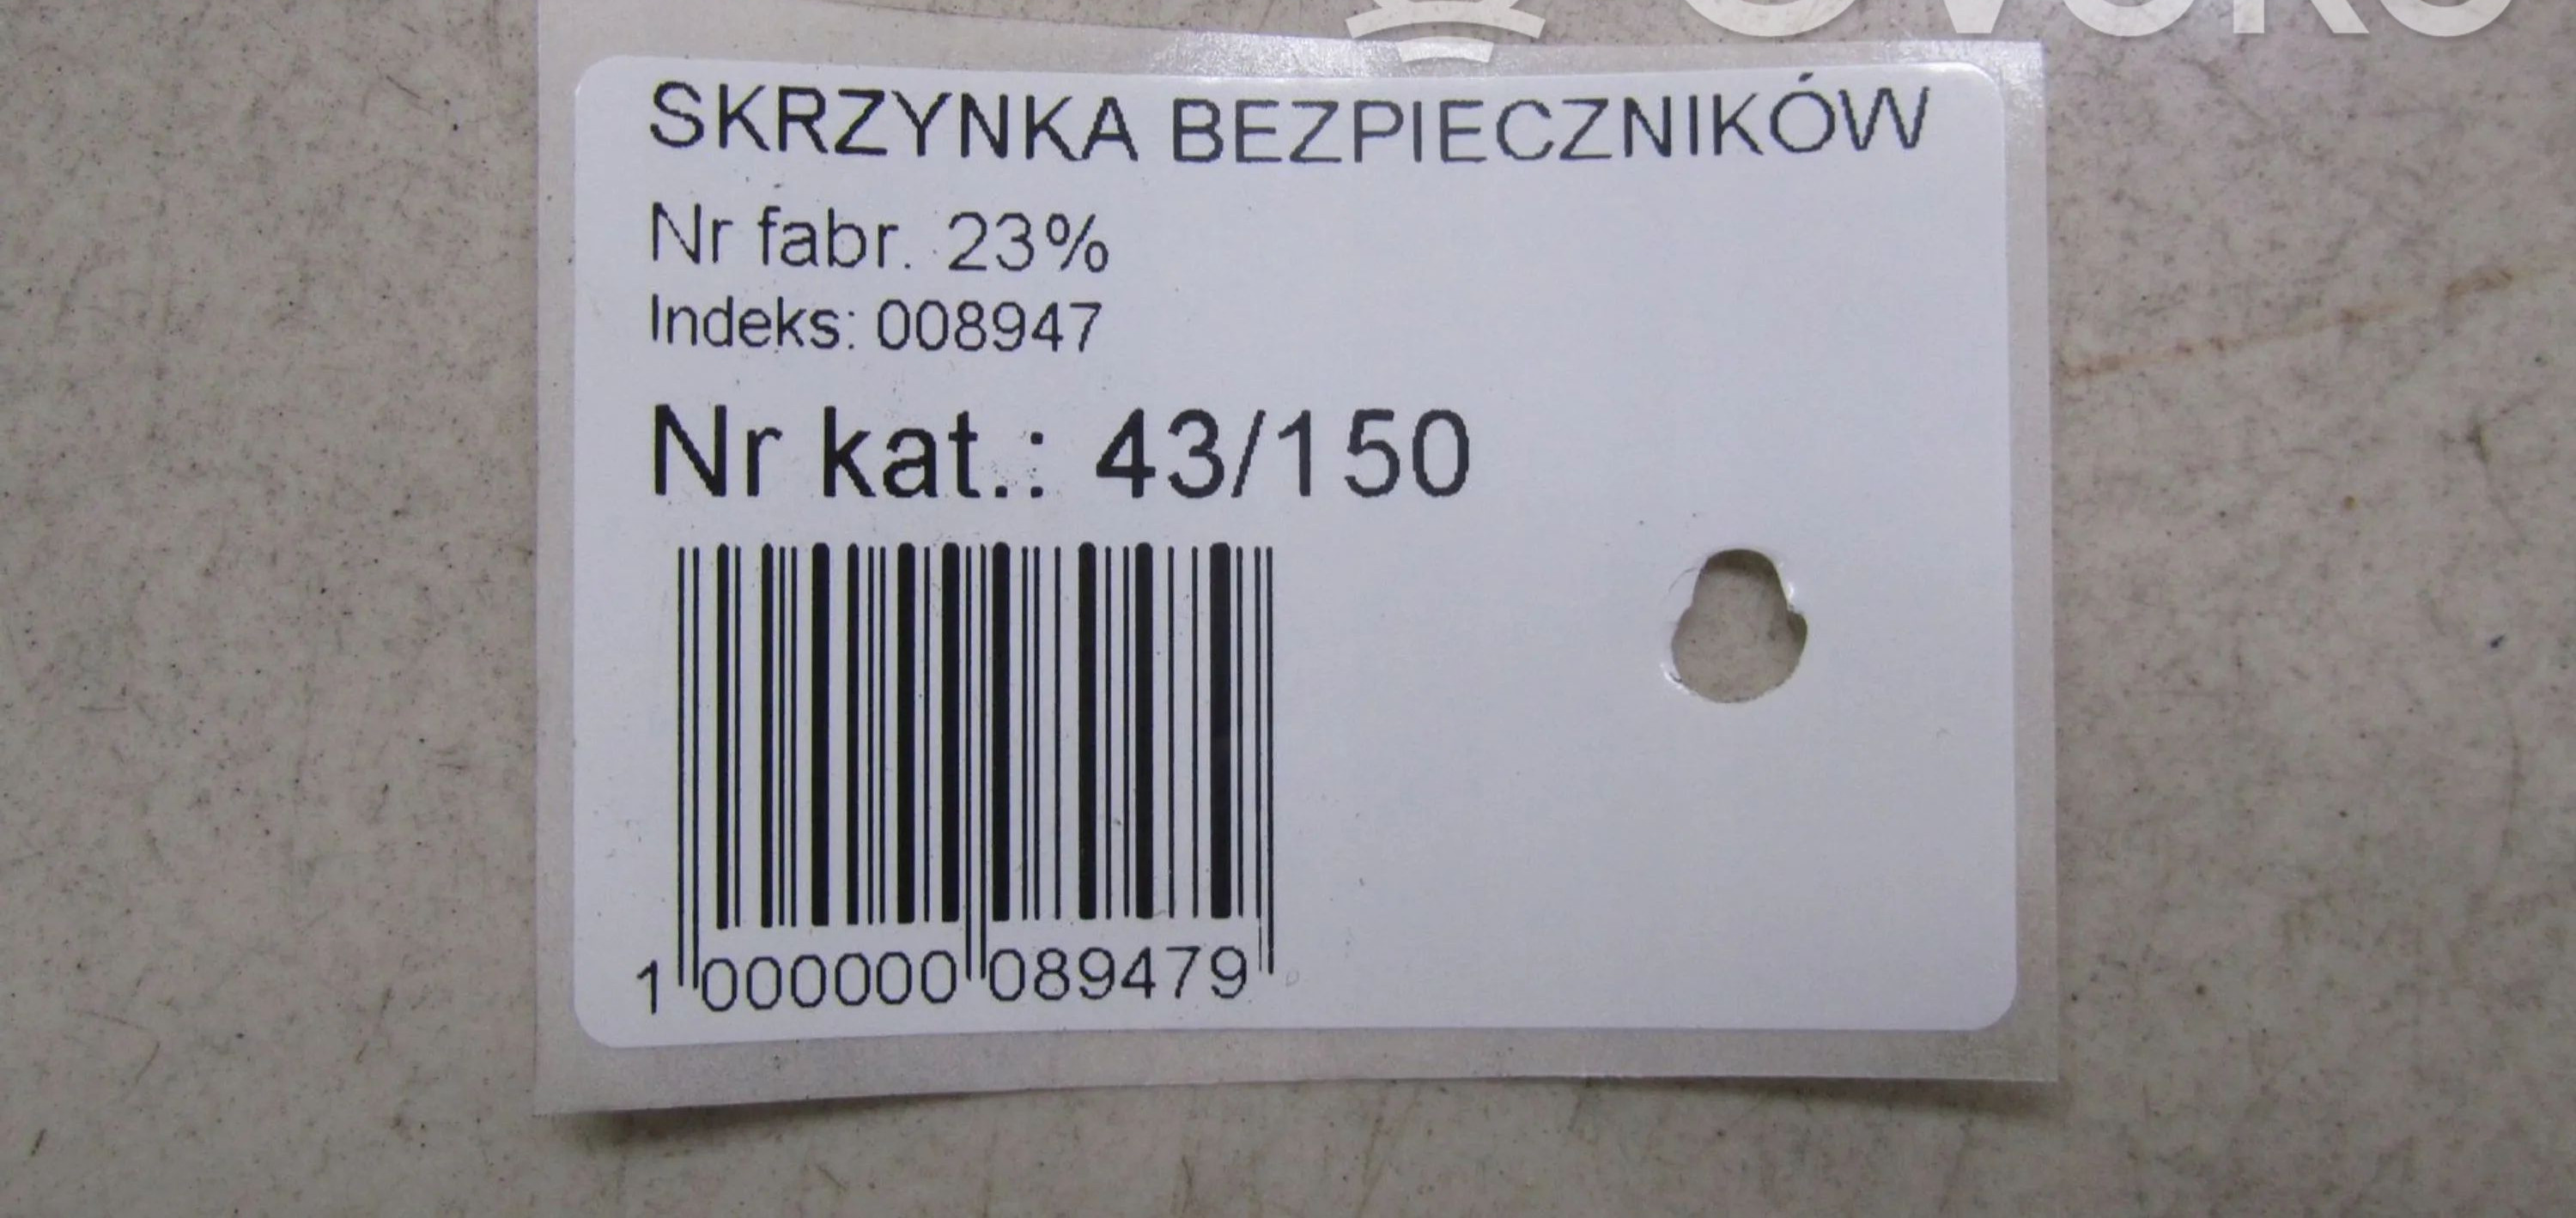 SKRZYNKA BEZPIECZNIKÓW
Nr fabr. 23%
Indeks: 008947
Nr kat.: 43/150
1 000000 089479